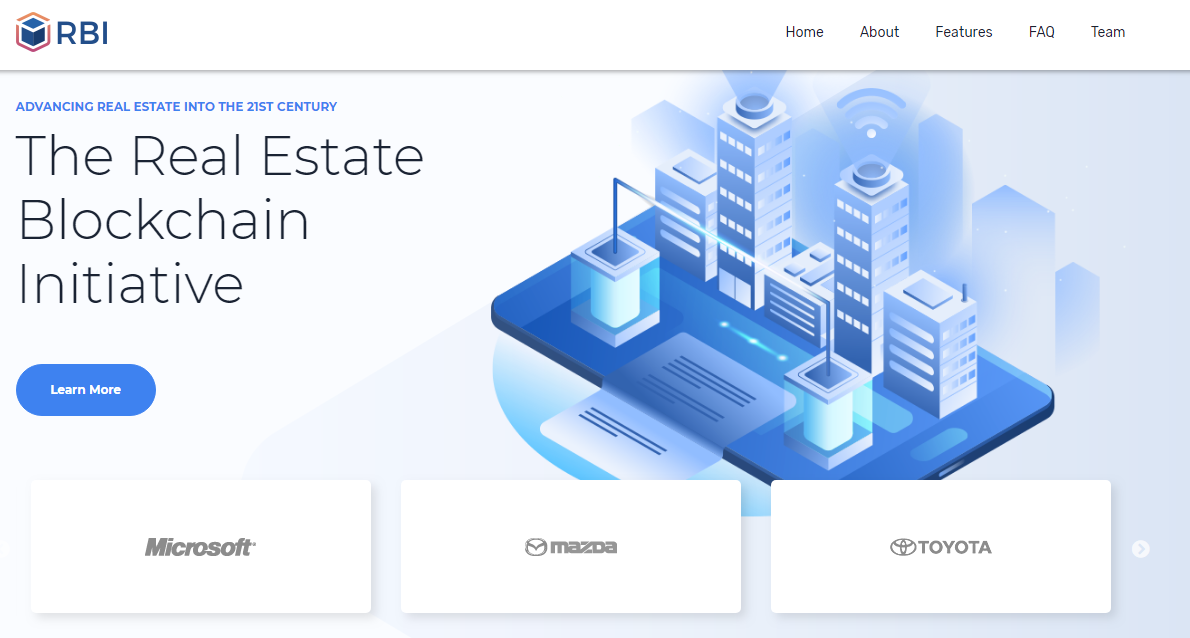 RBI
Home About Features FAQ Team
ADVANCING REAL ESTATE INTO THE 21ST CENTURY
The Real Estate
Blockchain
Initiative
Learn More
Microsoft
mazda
TOYOTA